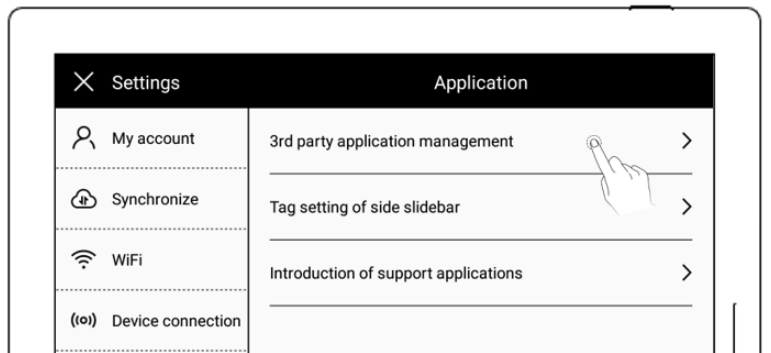 Settings
Application
My account
3rd party application management
Synchronize
Tag setting of side slidebar
WiFi
Introduction of support applications
Device connection